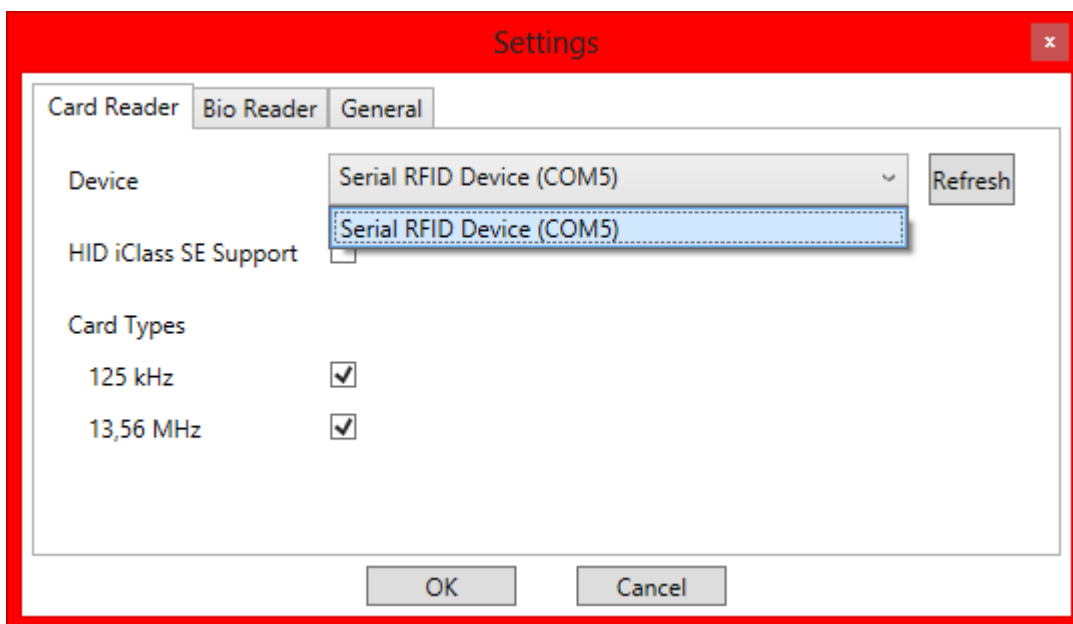 Settings
x
Card Reader Bio Reader General
Device Serial RFID Device (COM5) Refresh
Serial RFID Device (COM5)
HID iClass SE Support
Card Types
125 kHz
13,56 MHz
OK Cancel